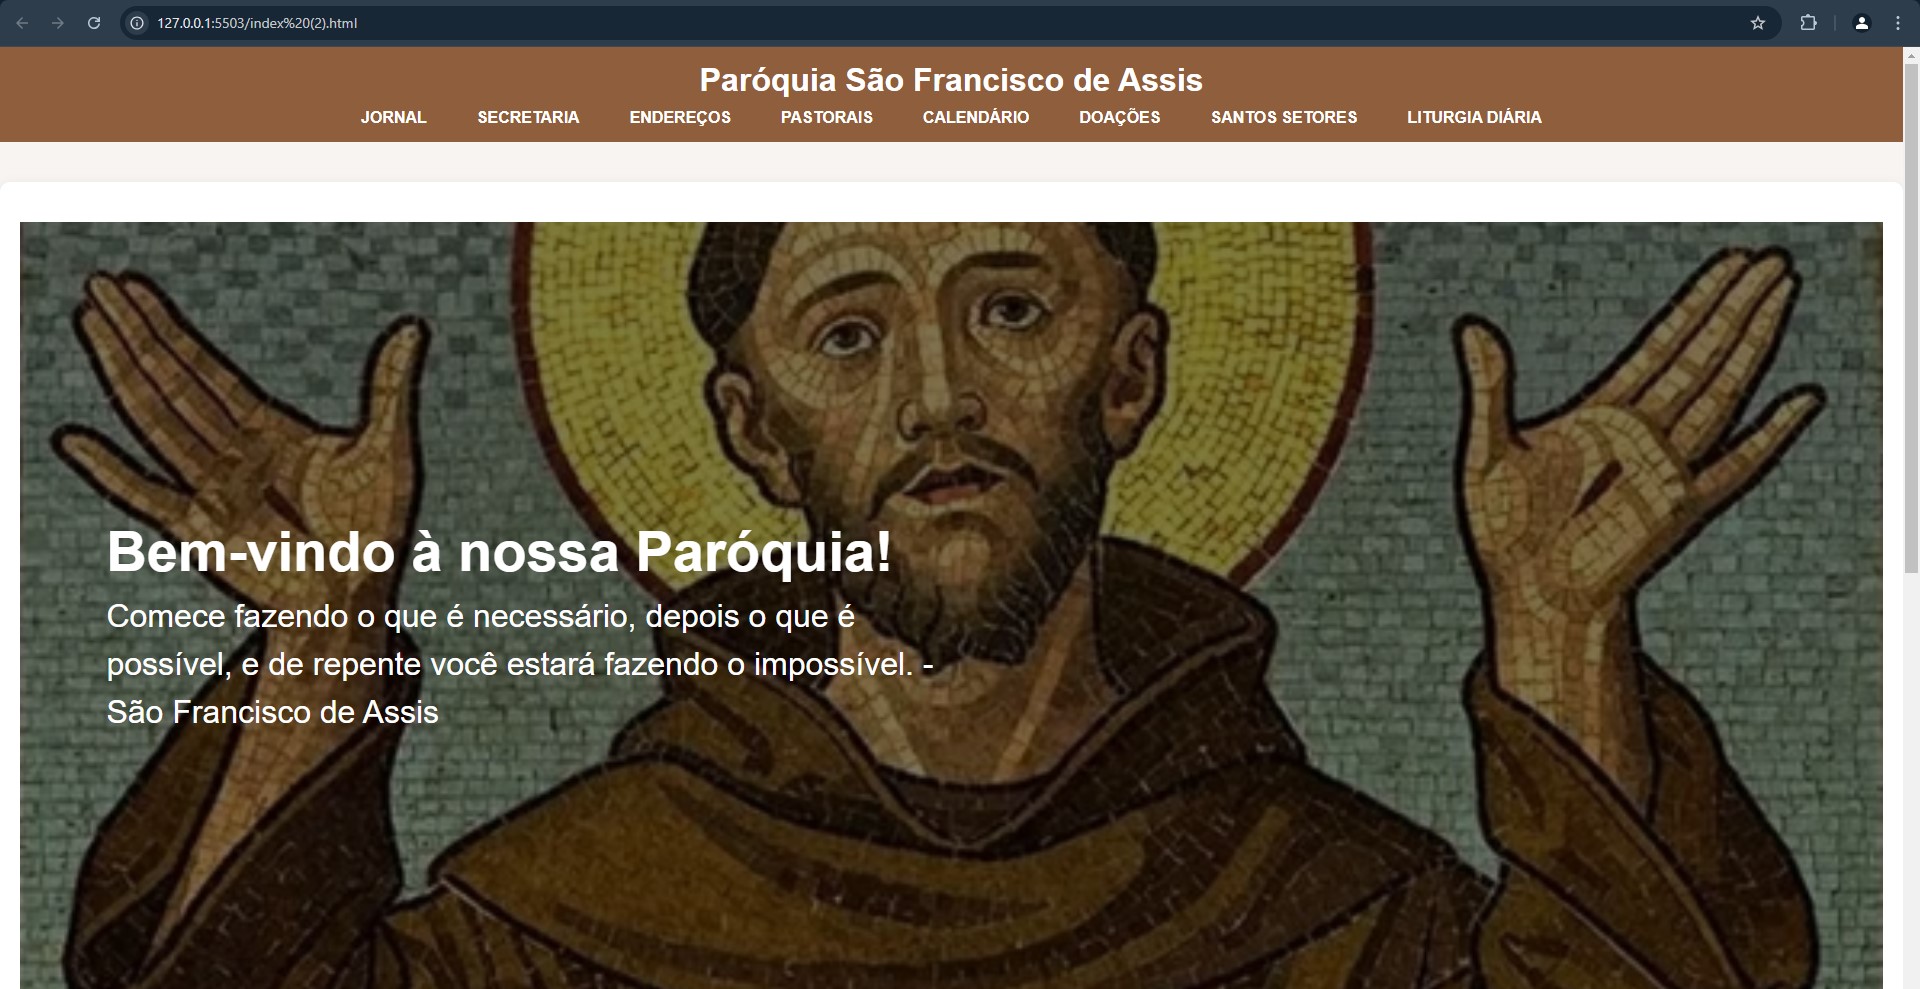 127.0.0.1:5503/index%20(2).html
Paróquia São Francisco de Assis
JORNAL SECRETARIA ENDEREÇOS PASTORAIS CALENDÁRIO DOAÇÕES SANTOS SETORES LITURGIA DIÁRIA
Bem-vindo à nossa Paróquia!
Comece fazendo o que é necessário, depois o que é
possível, e de repente você estará fazendo o impossível. -
São Francisco de Assis